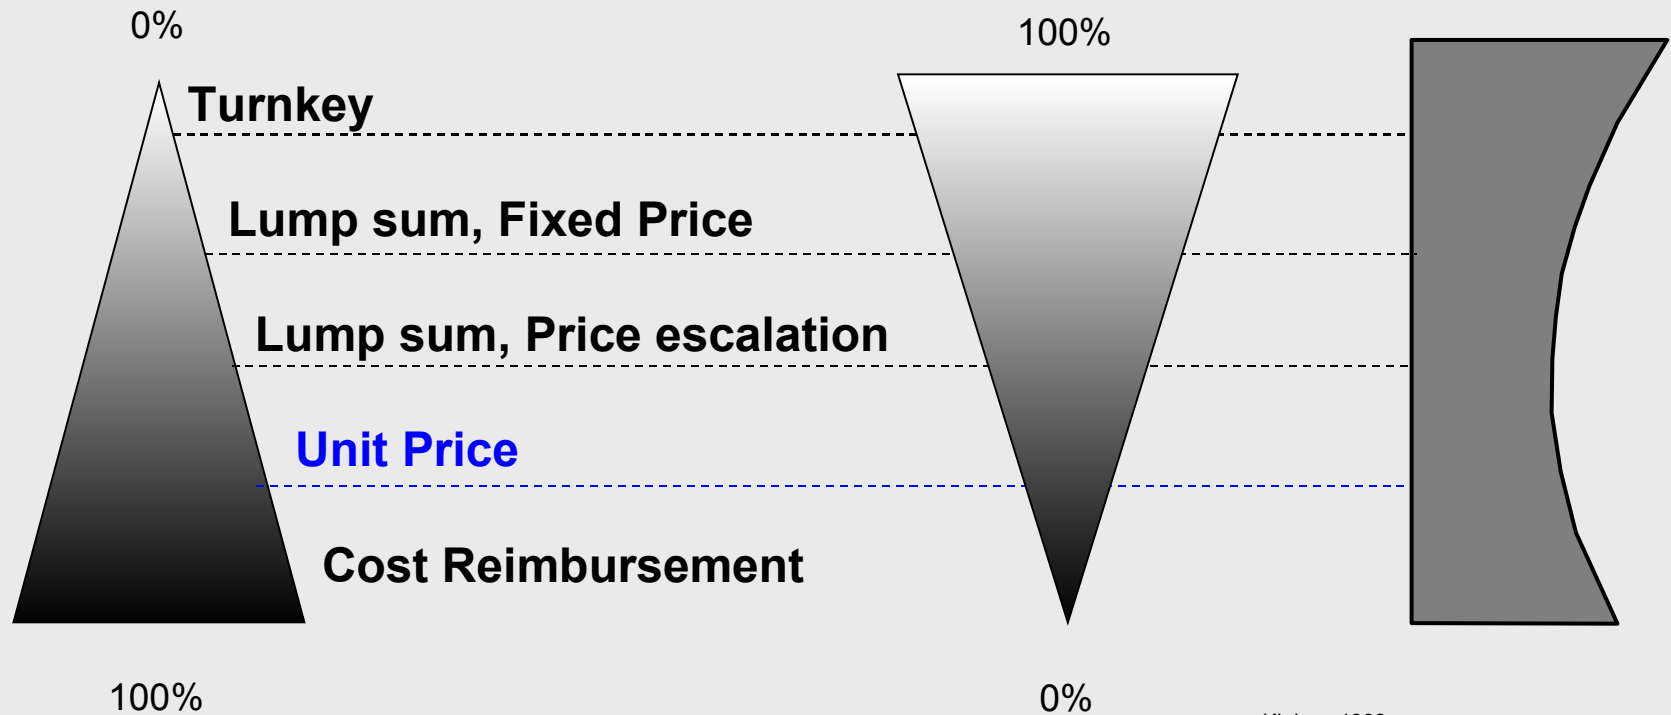 0%
100%
Turnkey
Lump sum, Fixed Price
Lump sum, Price escalation
Unit Price
Cost Reimbursement
100%
0%